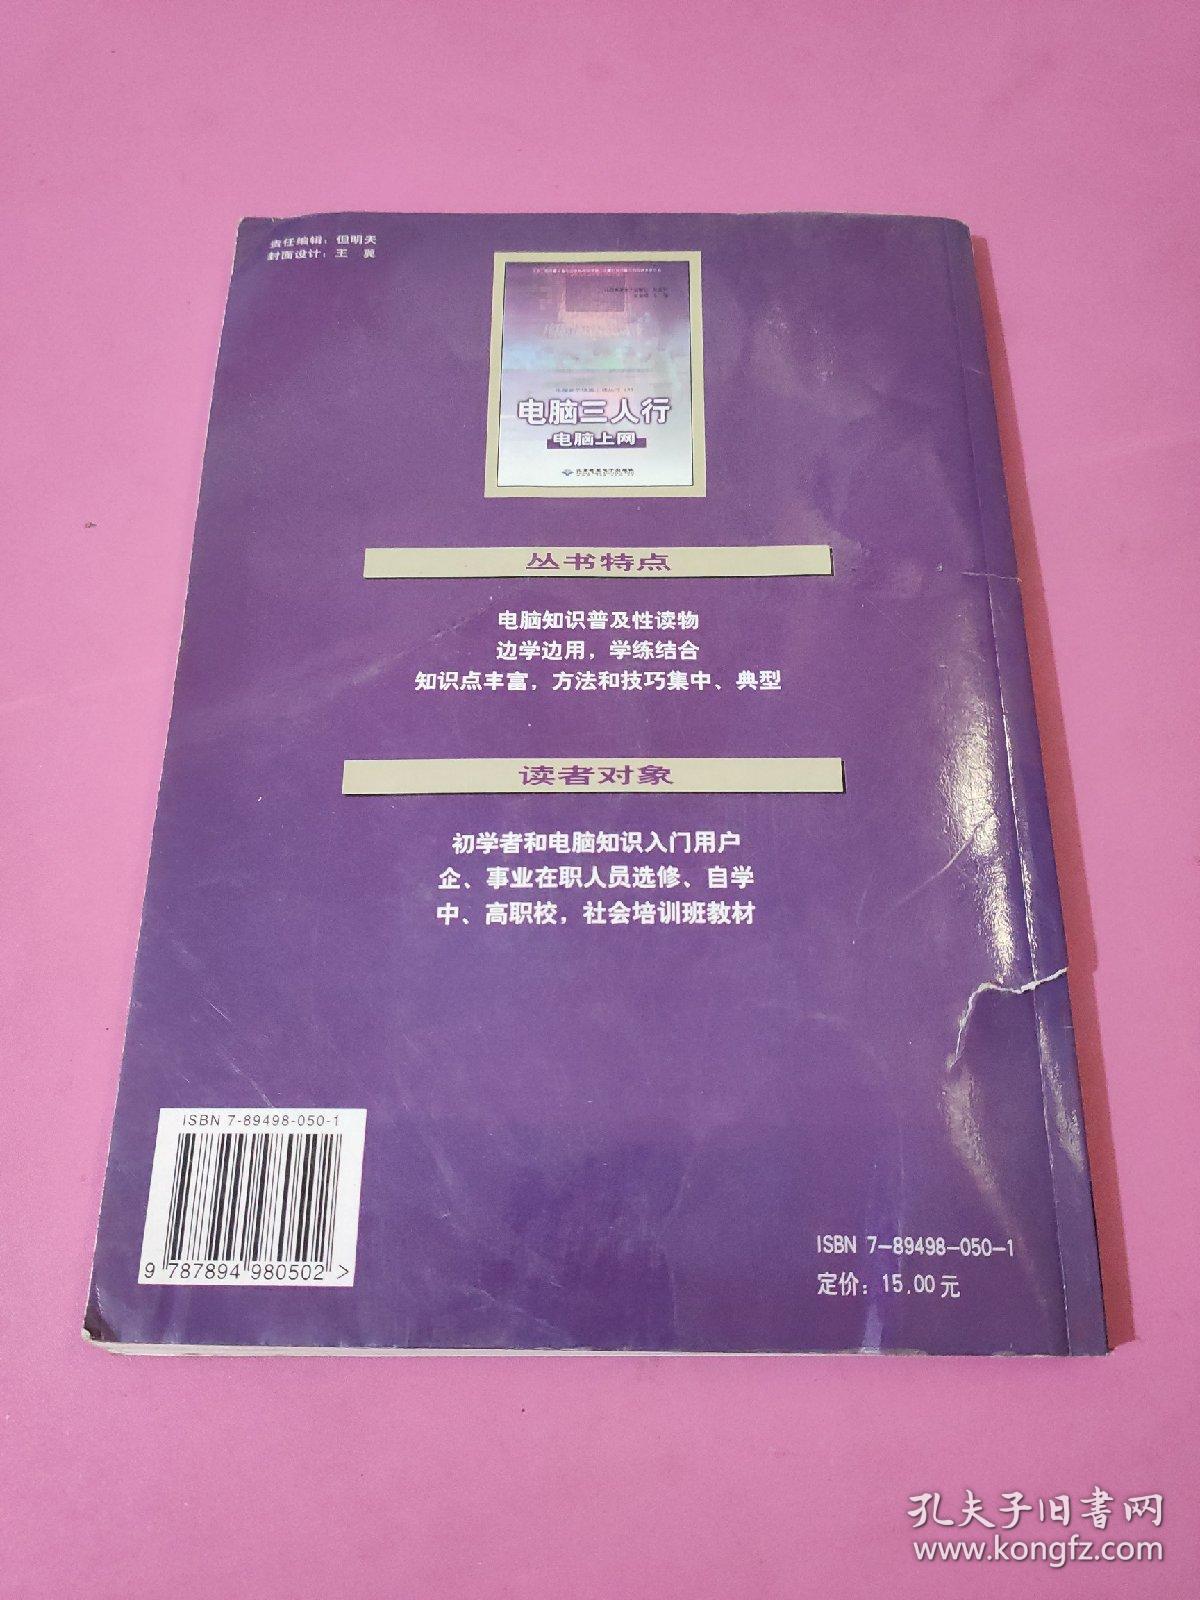 责任编辑：但明天
封面设计：王 翼
电脑三人行
电脑上网
丛书特点
电脑知识普及性读物
边学边用，学练结合
知识点丰富，方法和技巧集中、典型
读者对象
初学者和电脑知识入门用户
企、事业在职人员选修、自学
中、高职校，社会培训班教材
ISBN 7-89498-050-1
9 787894 980502 >
ISBN 7-89498-050-1
定价：15.00元
孔夫子旧书网
www.kongfz.com